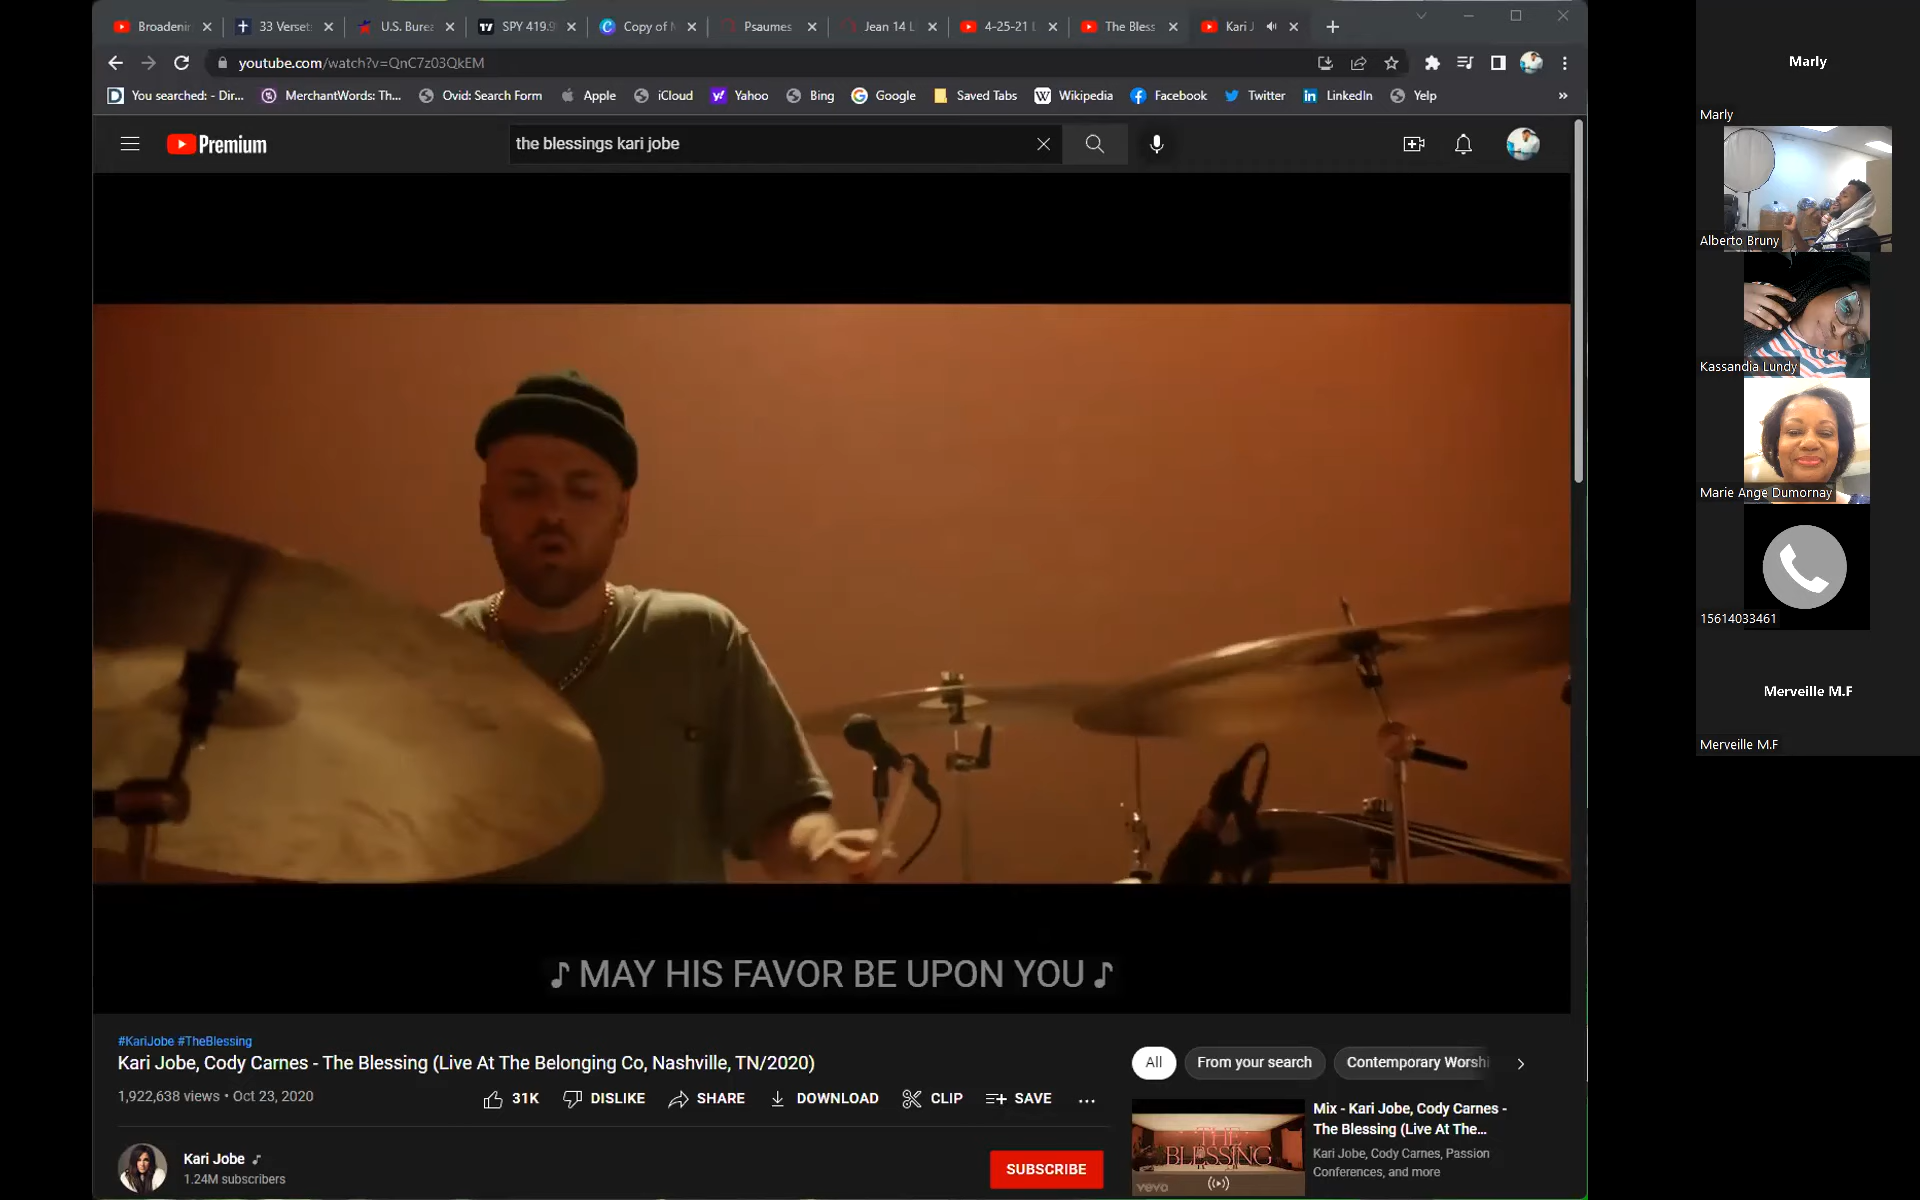 Broadenin
33 Verset
U.S. Burea
SPY 419.9
Copy of
Psaumes
Jean 14 L
4-25-21
The Bless
Kari J
youtube.com/watch?v=QnC7z03QkEM
You searched: - Dir...
MerchantWords: Th...
Ovid: Search Form
Apple
iCloud
Yahoo
Bing
Google
Saved Tabs
Wikipedia
Facebook
Twitter
LinkedIn
Yelp
Premium
the blessings kari jobe
♪ MAY HIS FAVOR BE UPON YOU ♪
#KariJobe #TheBlessing
Kari Jobe, Cody Carnes - The Blessing (Live At The Belonging Co, Nashville, TN/2020)
1,922,638 views • Oct 23, 2020
31K
DISLIKE
SHARE
DOWNLOAD
CLIP
SAVE
Kari Jobe
1.24M subscribers
SUBSCRIBE
All
From your search
Contemporary Worshi
THE
BLESSING
vevo
Mix - Kari Jobe, Cody Carnes -
The Blessing (Live At The...
Kari Jobe, Cody Carnes, Passion
Conferences, and more
Marly
Marly
Alberto Bruny
Kassandia Lundy
Marie Ange Dumornay
15614033461
Merveille M.F
Merveille M.F